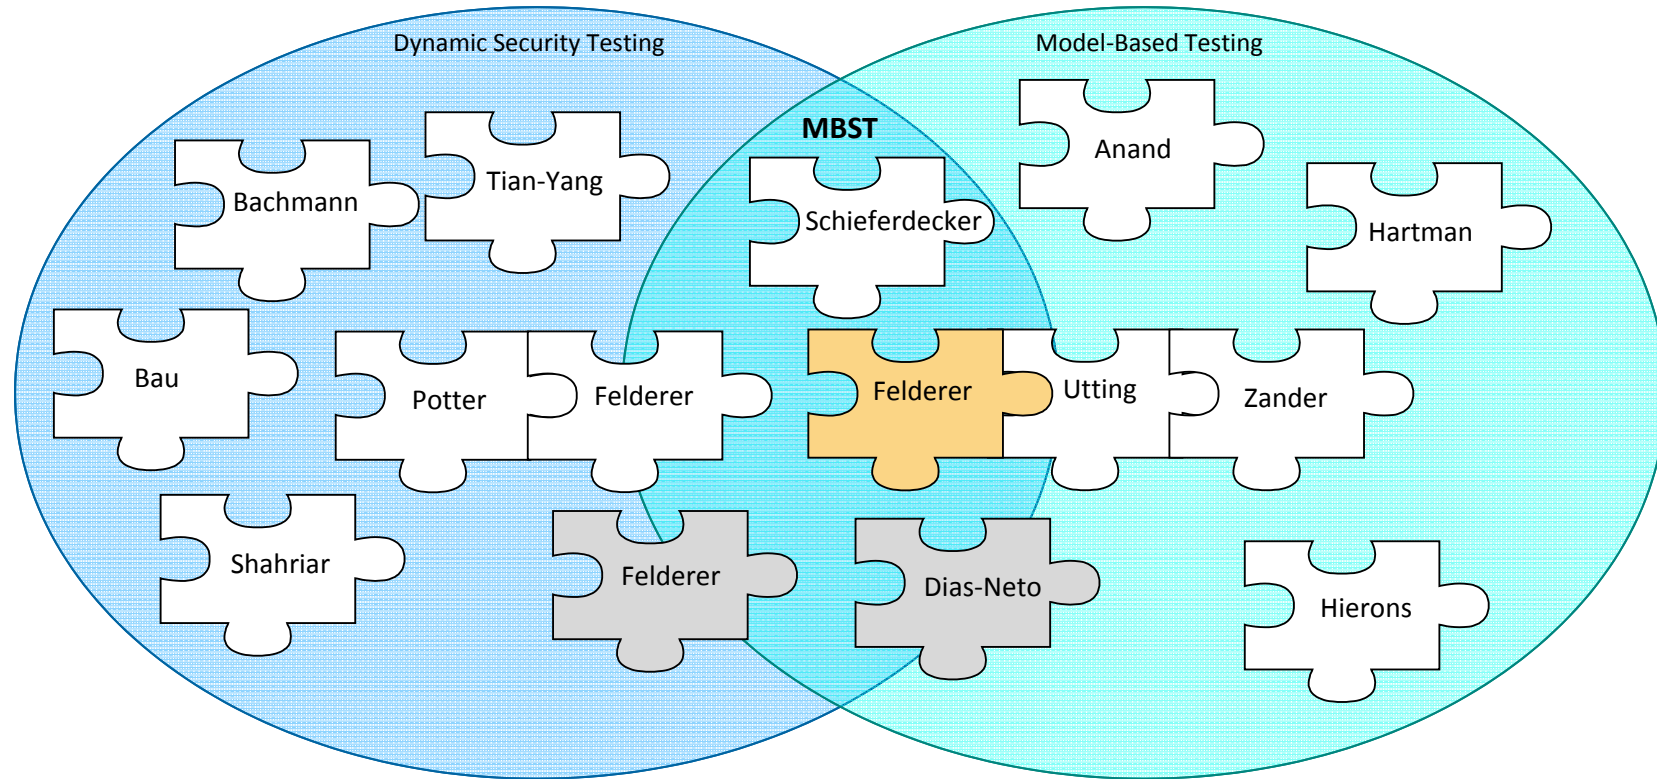 Dynamic Security Testing
Model-Based Testing
MBST
Anand
Tian-Yang
Bachmann
Schieferdecker
Hartman
Bau
Potter
Felderer
Felderer
Utting
Zander
Shahriar
Felderer
Dias-Neto
Hierons